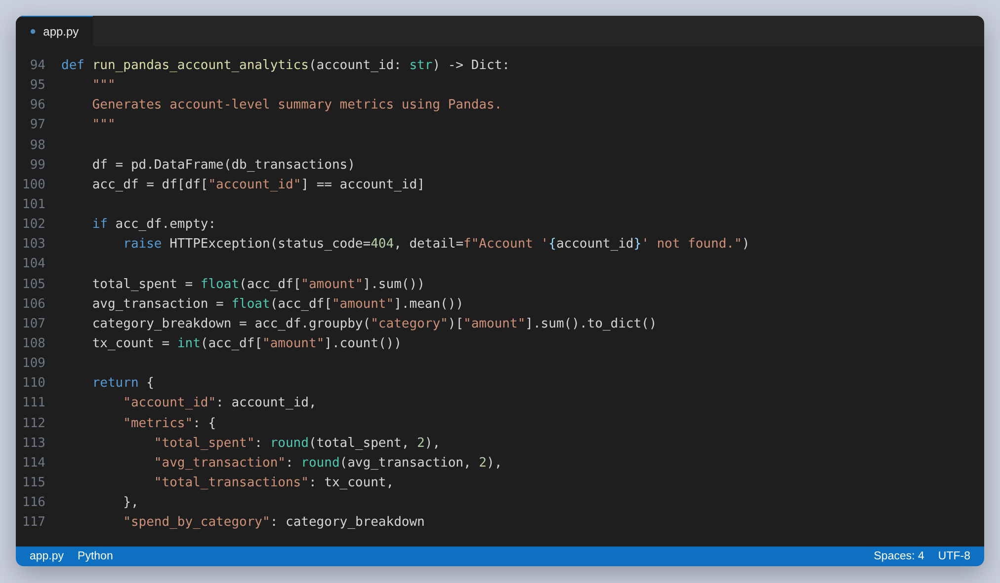 app.py
94 def run_pandas_account_analytics(account_id: str) -> Dict:
95     """
96     Generates account-level summary metrics using Pandas.
97     """
98
99     df = pd.DataFrame(db_transactions)
100     acc_df = df[df["account_id"] == account_id]
101
102     if acc_df.empty:
103         raise HTTPException(status_code=404, detail=f"Account '{account_id}' not found.")
104
105     total_spent = float(acc_df["amount"].sum())
106     avg_transaction = float(acc_df["amount"].mean())
107     category_breakdown = acc_df.groupby("category")["amount"].sum().to_dict()
108     tx_count = int(acc_df["amount"].count())
109
110     return {
111         "account_id": account_id,
112         "metrics": {
113             "total_spent": round(total_spent, 2),
114             "avg_transaction": round(avg_transaction, 2),
115             "total_transactions": tx_count,
116         },
117         "spend_by_category": category_breakdown
app.py Python Spaces: 4 UTF-8